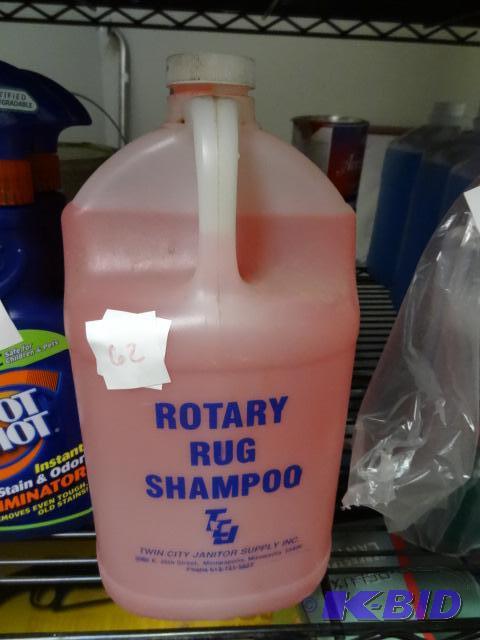 62
ROTARY
RUG
SHAMPOO
TWIN CITY JANITOR SUPPLY INC.
Minneapolis, Minnesota
Safe for
Children & Pets
Instant
Stain & Odor
MINATOR
MOVES EVEN TOUGH,
OLD STAINS!
K-BID